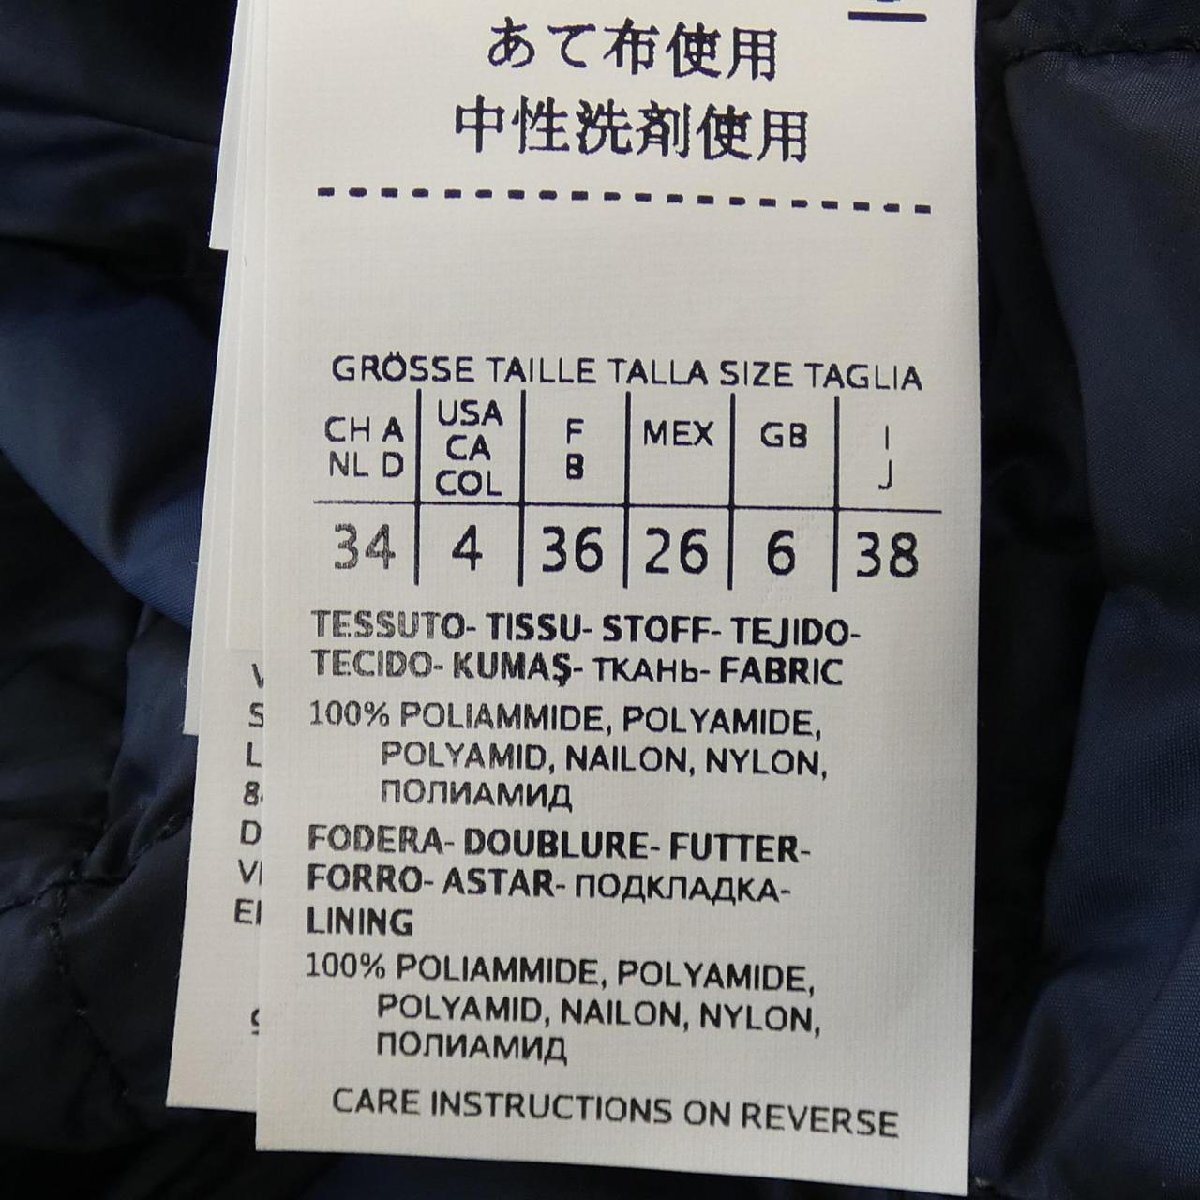 あて布使用
中性洗剤使用
GRÖSSE TAILLE TALLA SIZE TAGLIA
CH A NL D | USA CA COL | F B | MEX | GB | I J
34 | 4 | 36 | 26 | 6 | 38
TESSUTO- TISSU- STOFF- TEJIDO-
TECIDO- KUMAŞ- ТКАНЬ- FABRIC
100% POLIAMMIDE, POLYAMIDE,
POLYAMID, NAILON, NYLON,
ПОЛИАМИД
FODERA- DOUBLURE- FUTTER-
FORRO- ASTAR- ПОДКЛАДКА-
LINING
100% POLIAMMIDE, POLYAMIDE,
POLYAMID, NAILON, NYLON,
ПОЛИАМИД
CARE INSTRUCTIONS ON REVERSE